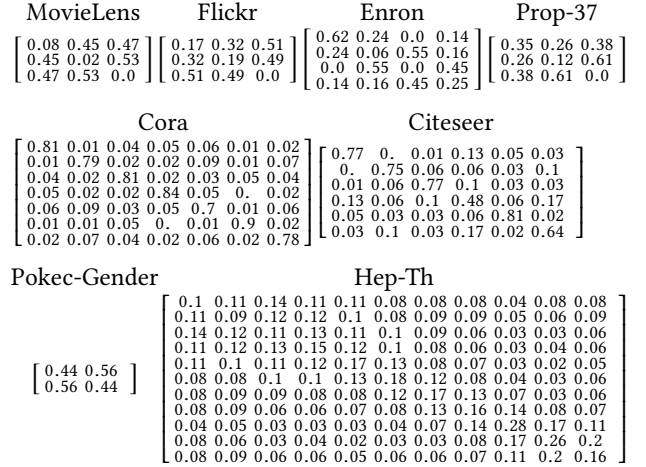 MovieLens Flickr Enron Prop-37
0.08 0.45 0.47
0.45 0.02 0.53
0.47 0.53 0.0
0.17 0.32 0.51
0.32 0.19 0.49
0.51 0.49 0.0
0.62 0.24 0.0 0.14
0.24 0.06 0.55 0.16
0.0 0.55 0.0 0.45
0.14 0.16 0.45 0.25
0.35 0.26 0.38
0.26 0.12 0.61
0.38 0.61 0.0
Cora Citeseer
0.81 0.01 0.04 0.05 0.06 0.01 0.02
0.01 0.79 0.02 0.02 0.09 0.01 0.07
0.04 0.02 0.81 0.02 0.03 0.05 0.04
0.05 0.02 0.02 0.84 0.05 0. 0.02
0.06 0.09 0.03 0.05 0.7 0.01 0.06
0.01 0.01 0.05 0. 0.01 0.9 0.02
0.02 0.07 0.04 0.02 0.06 0.02 0.78
0.77 0. 0.01 0.13 0.05 0.03
0. 0.75 0.06 0.06 0.03 0.1
0.01 0.06 0.77 0.1 0.03 0.03
0.13 0.06 0.1 0.48 0.06 0.17
0.05 0.03 0.03 0.06 0.81 0.02
0.03 0.1 0.03 0.17 0.02 0.64
Pokec-Gender Hep-Th
0.44 0.56
0.56 0.44
0.1 0.11 0.14 0.11 0.11 0.08 0.08 0.08 0.04 0.08 0.08
0.11 0.09 0.12 0.12 0.1 0.08 0.09 0.09 0.05 0.06 0.09
0.14 0.12 0.11 0.13 0.11 0.1 0.09 0.06 0.03 0.03 0.06
0.11 0.12 0.13 0.15 0.12 0.1 0.08 0.06 0.03 0.04 0.06
0.11 0.1 0.11 0.12 0.17 0.13 0.08 0.07 0.03 0.02 0.05
0.08 0.08 0.1 0.1 0.13 0.18 0.12 0.08 0.04 0.03 0.06
0.08 0.09 0.09 0.08 0.08 0.12 0.17 0.13 0.07 0.03 0.06
0.08 0.09 0.06 0.06 0.07 0.08 0.13 0.16 0.14 0.08 0.07
0.04 0.05 0.03 0.03 0.03 0.04 0.07 0.14 0.28 0.17 0.11
0.08 0.06 0.03 0.04 0.02 0.03 0.03 0.08 0.17 0.26 0.2
0.08 0.09 0.06 0.06 0.05 0.06 0.06 0.07 0.11 0.2 0.16